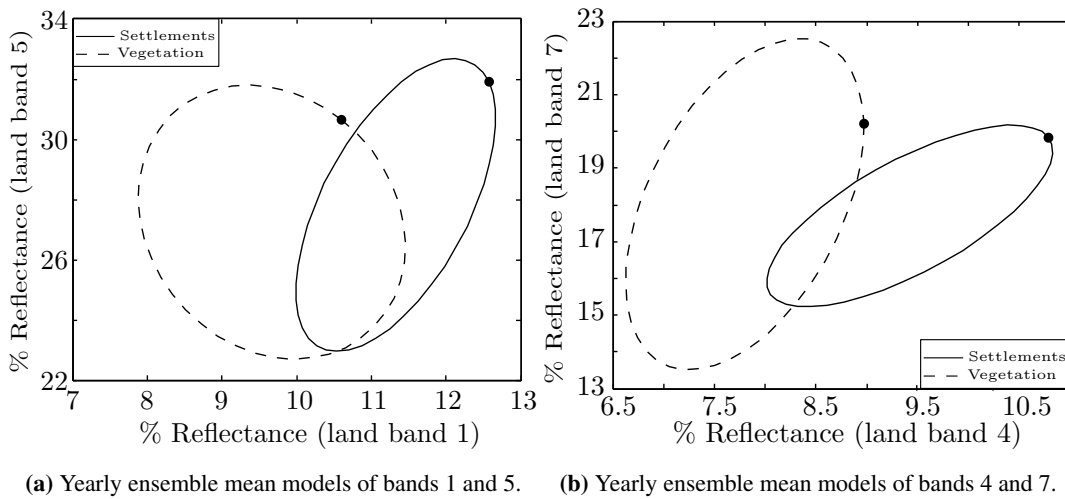 34
30
26
22
7
8
9
10
11
12
13
% Reflectance (land band 5)
% Reflectance (land band 1)
Settlements
Vegetation
(a) Yearly ensemble mean models of bands 1 and 5.
23
21
19
17
15
13
6.5
7.5
8.5
9.5
10.5
% Reflectance (land band 7)
% Reflectance (land band 4)
Settlements
Vegetation
(b) Yearly ensemble mean models of bands 4 and 7.